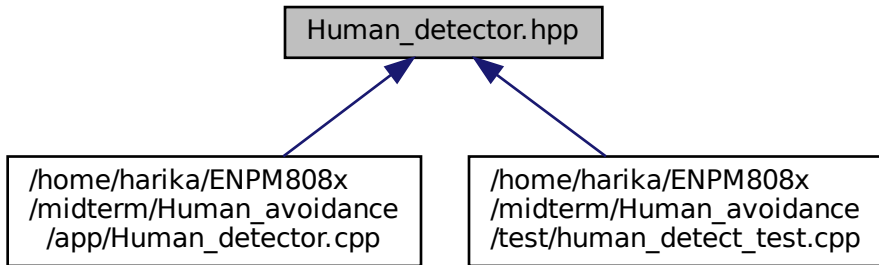 Human_detector.hpp
/home/harika/ENPM808x
/midterm/Human_avoidance
/app/Human_detector.cpp
/home/harika/ENPM808x
/midterm/Human_avoidance
/test/human_detect_test.cpp